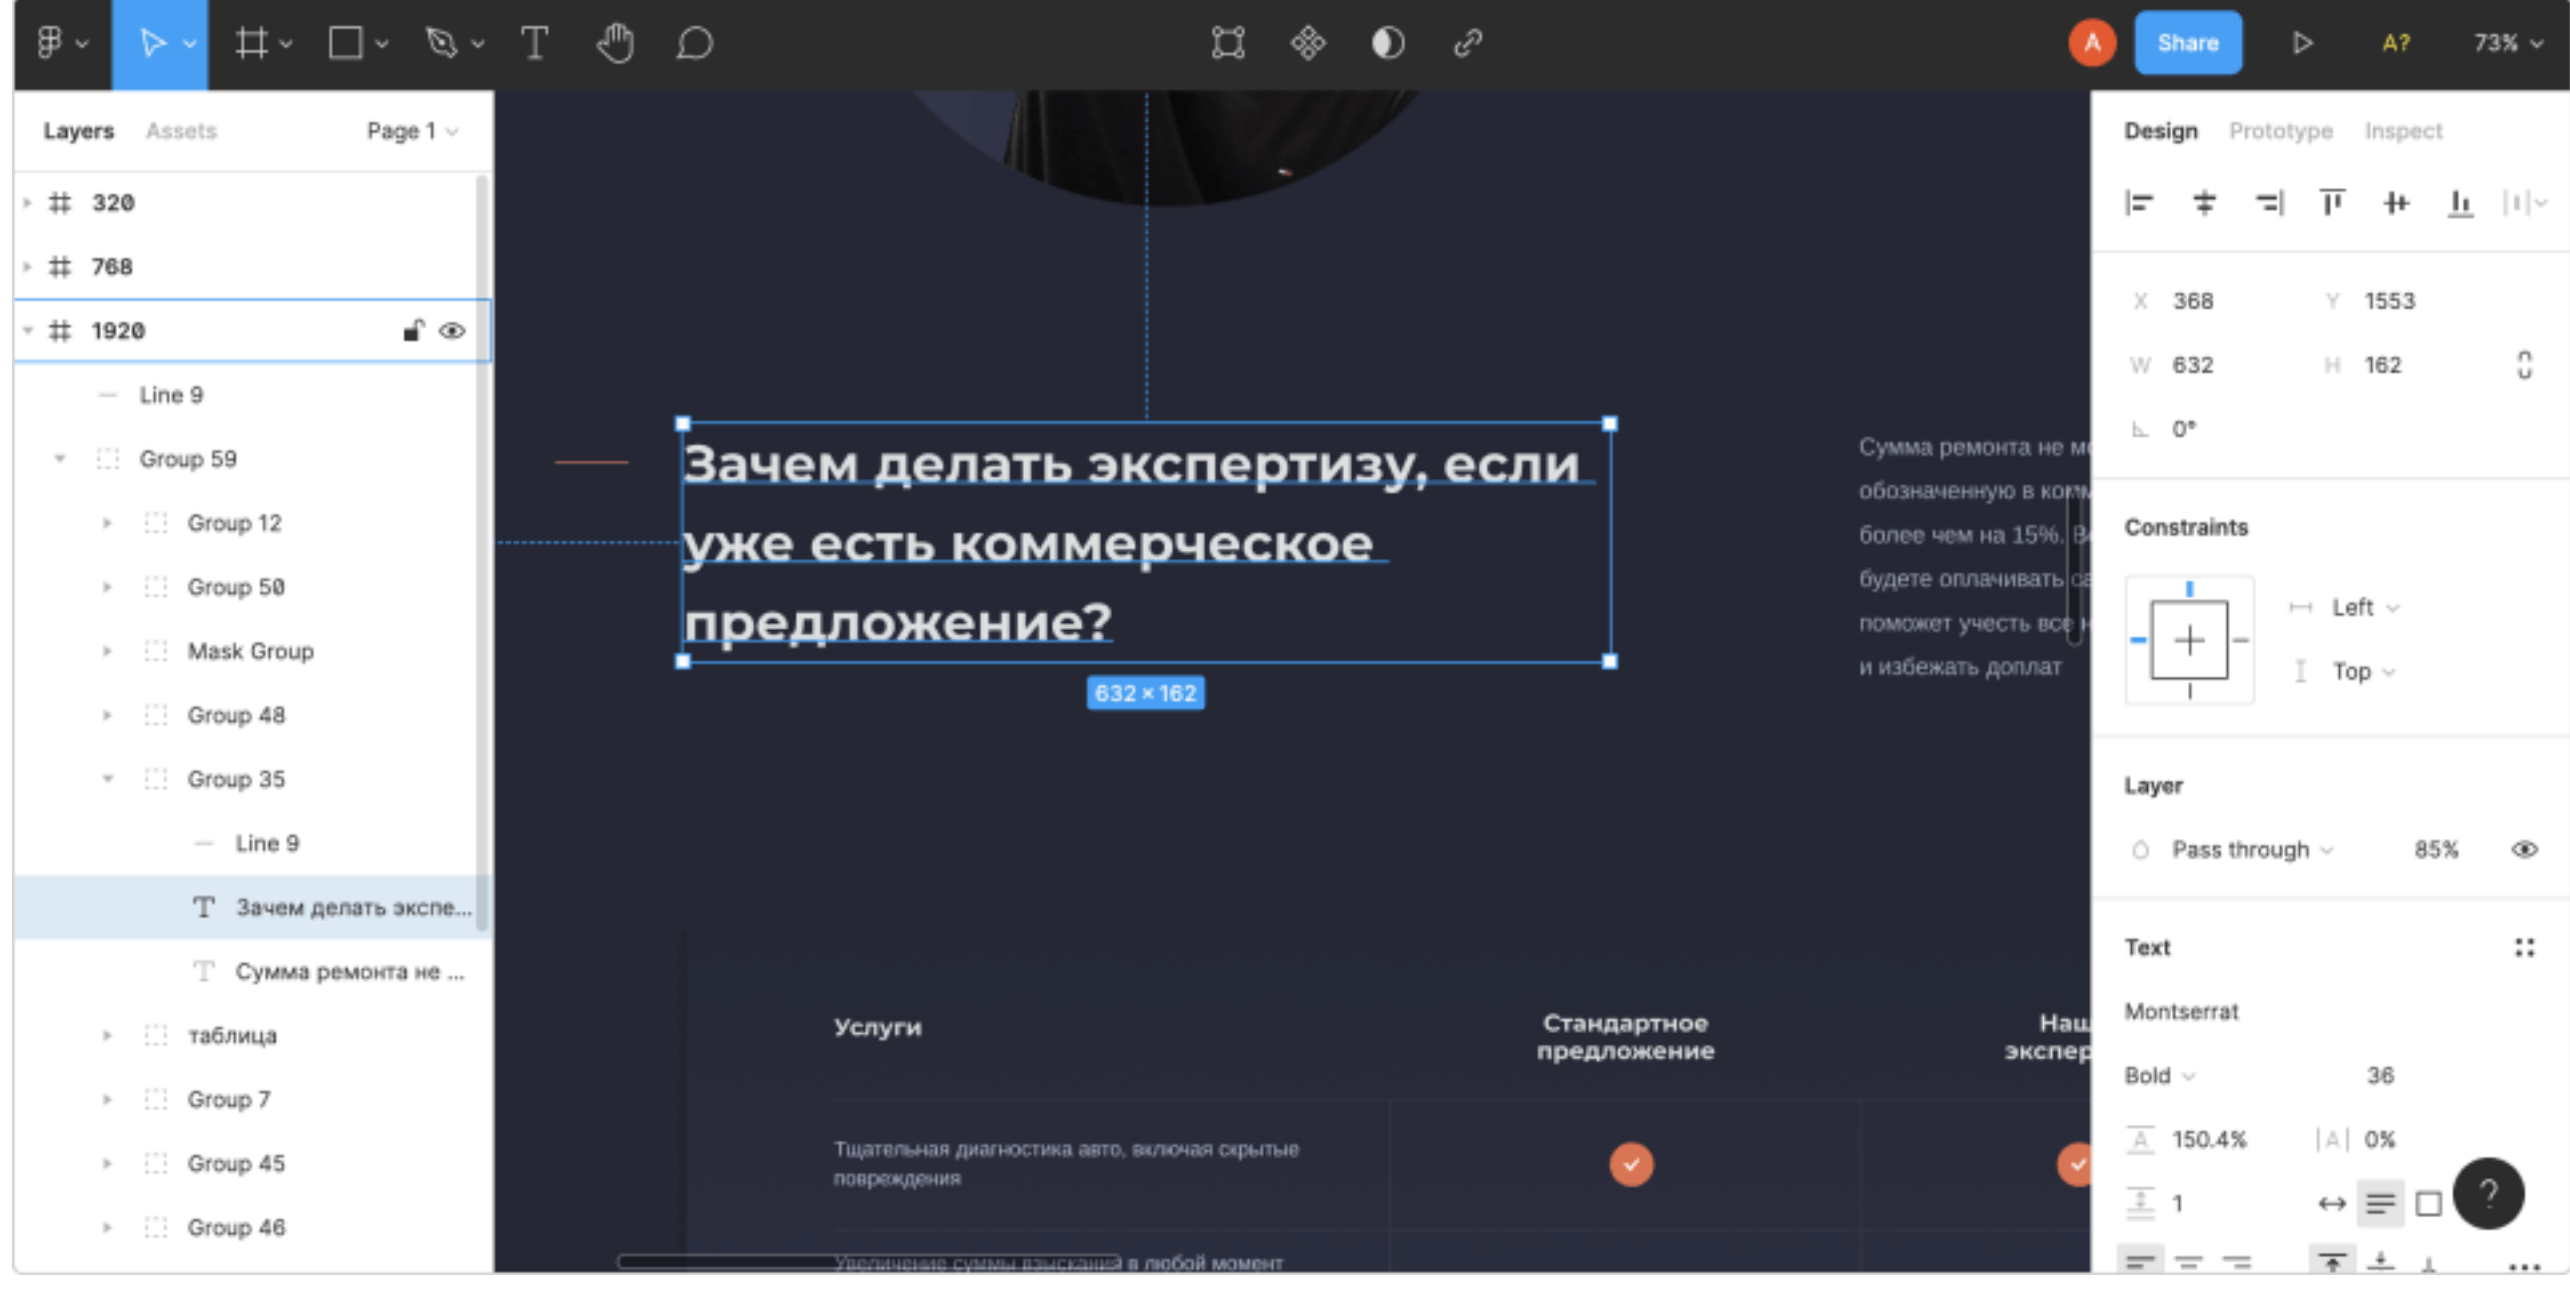 Share
A
A?
73%
Layers
Assets
Page 1
320
768
1920
Line 9
Group 59
Group 12
Group 50
Mask Group
Group 48
Group 35
Line 9
Зачем делать экспе...
Сумма ремонта не ...
таблица
Group 7
Group 45
Group 46
Зачем делать экспертизу, если
уже есть коммерческое
предложение?
632 × 162
Сумма ремонта не
обозначенную в
более чем на 15%.
будете оплачивать
поможет учесть все
и избежать доплат
Услуги
Стандартное
предложение
Тщательная диагностика авто, включая скрытые
повреждения
Увеличение суммы взыскания в любой момент
Design
Prototype
Inspect
X 368
Y 1553
W 632
H 162
0°
Constraints
Left
Top
Layer
Pass through
85%
Text
Montserrat
Bold
36
A 150.4%
|A| 0%
1
?